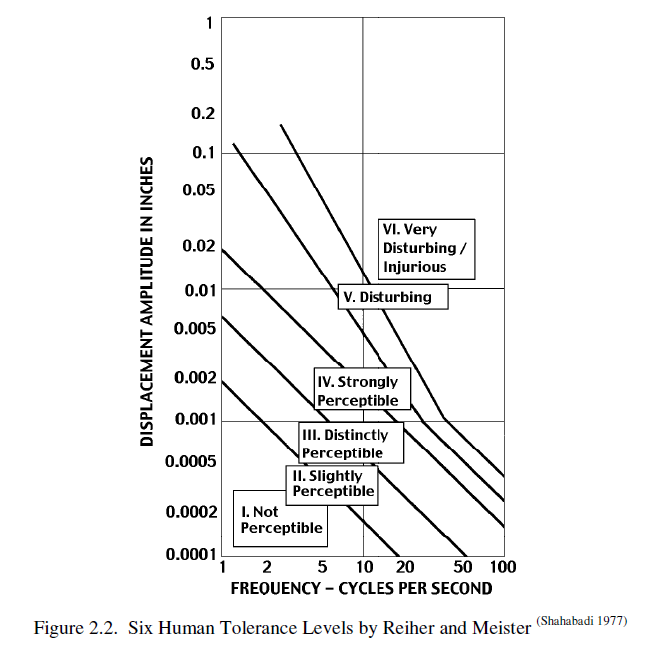 1
0.5
0.2
0.1
0.05
0.02
0.01
0.005
0.002
0.001
0.0005
0.0002
0.0001
DISPLACEMENT AMPLITUDE IN INCHES
VI. Very
Disturbing /
Injurious
V. Disturbing
IV. Strongly
Perceptible
III. Distinctly
Perceptible
II. Slightly
Perceptible
I. Not
Perceptible
1 2 5 10 20 50 100
FREQUENCY – CYCLES PER SECOND
Figure 2.2. Six Human Tolerance Levels by Reiher and Meister (Shahabadi 1977)